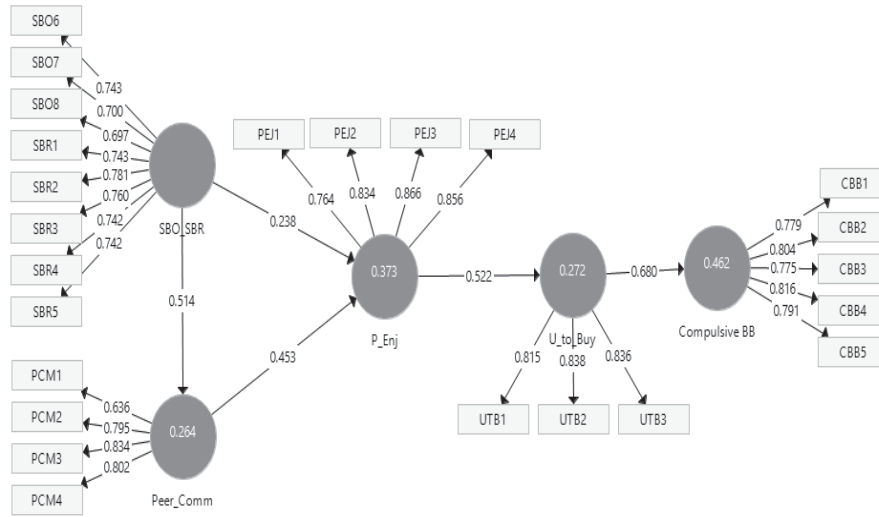 SBO6
SBO7
SBO8
SBR1
SBR2
SBR3
SBR4
SBR5
0.743
0.700
0.697
0.743
0.781
0.760
0.742
0.742
SBO_SBR
PEJ1
PEJ2
PEJ3
PEJ4
0.764
0.834
0.866
0.856
0.238
0.514
0.453
0.373
P_Enj
0.522
0.272
U_to_Buy
0.680
0.462
Compulsive BB
CBB1
CBB2
CBB3
CBB4
CBB5
0.779
0.804
0.775
0.816
0.791
0.815
0.838
0.836
UTB1
UTB2
UTB3
PCM1
PCM2
PCM3
PCM4
0.636
0.795
0.834
0.802
0.264
Peer_Comm